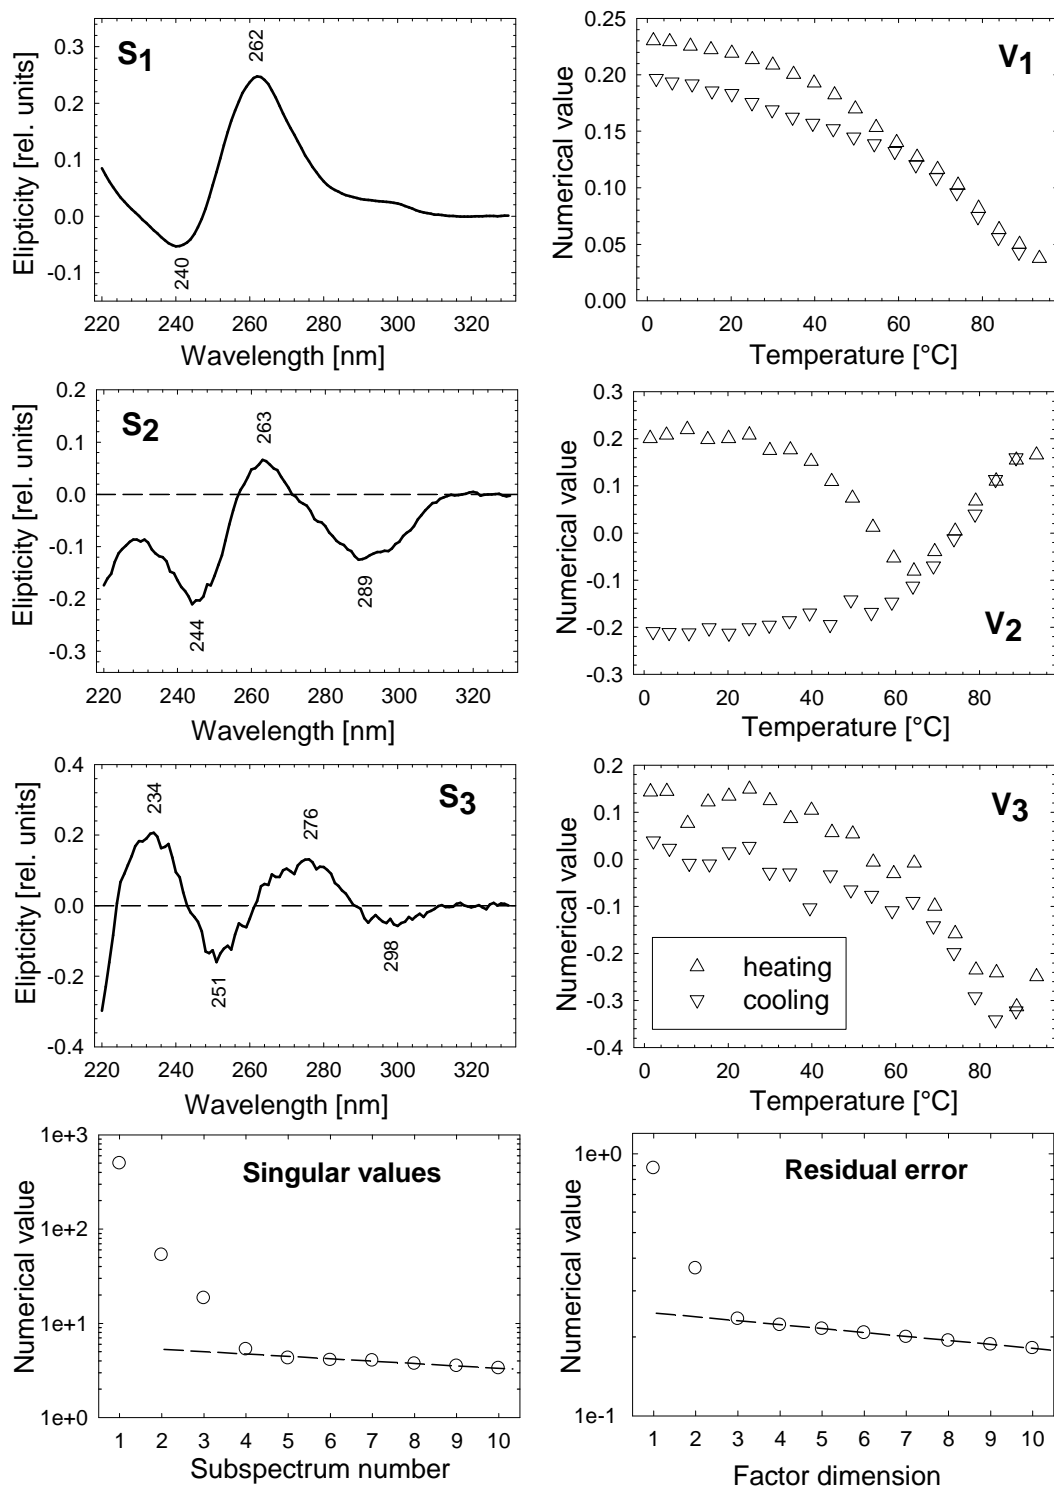 S1
262
240
0.3
0.2
0.1
0.0
-0.1
Elipticity [rel. units]
220 240 260 280 300 320
Wavelength [nm]
V1
0.25
0.20
0.15
0.10
0.05
0.00
Numerical value
0 20 40 60 80
Temperature [°C]
S2
263
244
289
0.2
0.1
0.0
-0.1
-0.2
-0.3
Elipticity [rel. units]
220 240 260 280 300 320
Wavelength [nm]
V2
0.3
0.2
0.1
0.0
-0.1
-0.2
-0.3
Numerical value
0 20 40 60 80
Temperature [°C]
S3
234
276
251
298
0.4
0.2
0.0
-0.2
-0.4
Elipticity [rel. units]
220 240 260 280 300 320
Wavelength [nm]
V3
0.2
0.1
0.0
-0.1
-0.2
-0.3
-0.4
Numerical value
heating
cooling
0 20 40 60 80
Temperature [°C]
Singular values
1e+3
1e+2
1e+1
1e+0
Numerical value
1 2 3 4 5 6 7 8 9 10
Subspectrum number
Residual error
1e+0
1e-1
Numerical value
1 2 3 4 5 6 7 8 9 10
Factor dimension